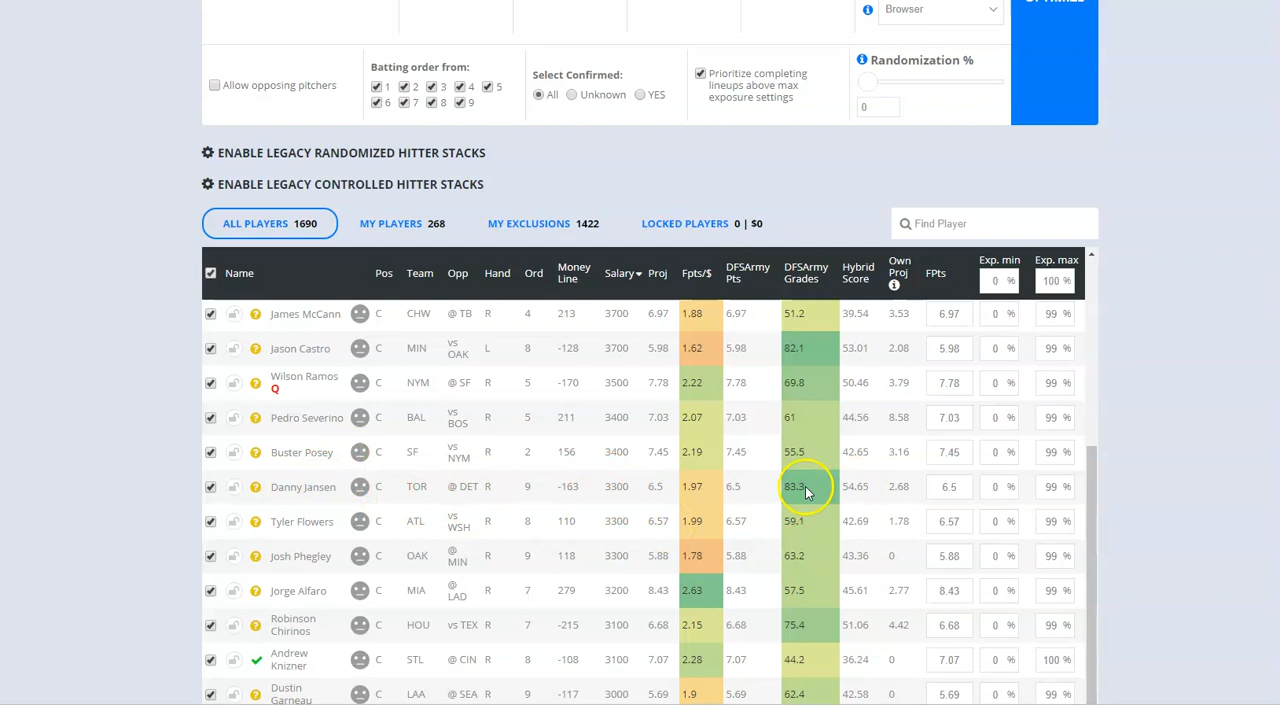 Browser
Allow opposing pitchers
Batting order from:
1 2 3 4 5
6 7 8 9
Select Confirmed:
All Unknown YES
Prioritize completing
lineups above max
exposure settings
Randomization %
0
ENABLE LEGACY RANDOMIZED HITTER STACKS
ENABLE LEGACY CONTROLLED HITTER STACKS
ALL PLAYERS 1690 MY PLAYERS 268 MY EXCLUSIONS 1422 LOCKED PLAYERS 0 | $0 Find Player
Name Pos Team Opp Hand Ord Money Line Salary Proj Fpts/$ DFSArmy Pts DFSArmy Grades Hybrid Score Own Proj FPts Exp. min 0 % Exp. max 100 %
James McCann C CHW @ TB R 4 213 3700 6.97 1.88 6.97 51.2 39.54 3.53 6.97 0 % 99 %
Jason Castro C MIN vs OAK L 8 -128 3700 5.98 1.62 5.98 82.1 53.01 2.08 5.98 0 % 99 %
Wilson Ramos Q C NYM @ SF R 5 -170 3500 7.78 2.22 7.78 69.8 50.46 3.79 7.78 0 % 99 %
Pedro Severino C BAL vs BOS R 5 211 3400 7.03 2.07 7.03 61 44.56 8.58 7.03 0 % 99 %
Buster Posey C SF vs NYM R 2 156 3400 7.45 2.19 7.45 55.5 42.65 3.16 7.45 0 % 99 %
Danny Jansen C TOR @ DET R 9 -163 3300 6.5 1.97 6.5 83.3 54.65 2.68 6.5 0 % 99 %
Tyler Flowers C ATL vs WSH R 8 110 3300 6.57 1.99 6.57 59.1 42.69 1.78 6.57 0 % 99 %
Josh Phegley C OAK @ MIN R 9 118 3300 5.88 1.78 5.88 63.2 43.36 0 5.88 0 % 99 %
Jorge Alfaro C MIA @ LAD R 7 279 3200 8.43 2.63 8.43 57.5 45.61 2.77 8.43 0 % 99 %
Robinson Chirinos C HOU vs TEX R 7 -215 3100 6.68 2.15 6.68 75.4 51.06 4.42 6.68 0 % 99 %
Andrew Knizner C STL @ CIN R 8 -108 3100 7.07 2.28 7.07 44.2 36.24 0 7.07 0 % 100 %
Dustin Garneau C LAA @ SEA R 9 -117 3000 5.69 1.9 5.69 62.4 42.58 0 5.69 0 % 99 %